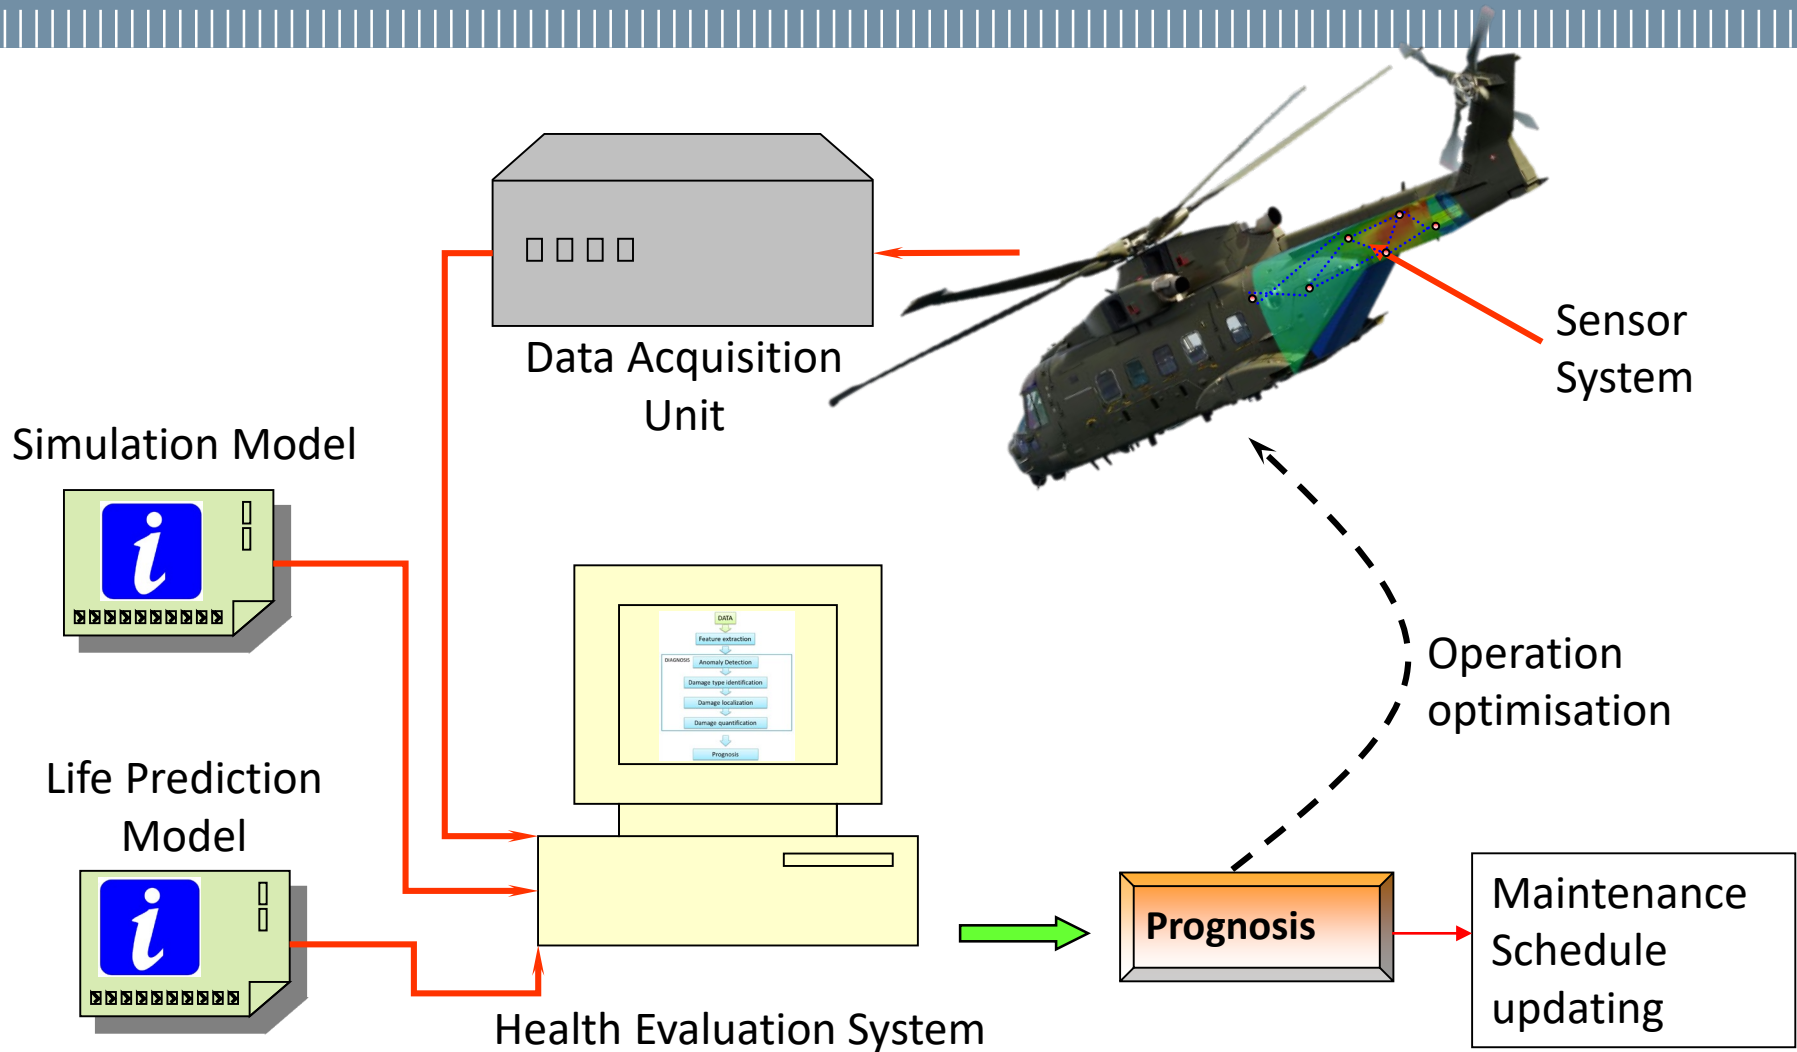 Data Acquisition
Unit
Sensor
System
Simulation Model
i
DATA
Feature extraction
DIAGNOSIS
Anomaly Detection
Damage type identification
Damage localization
Damage quantification
Prognosis
Operation
optimisation
Life Prediction
Model
i
Prognosis
Maintenance
Schedule
updating
Health Evaluation System